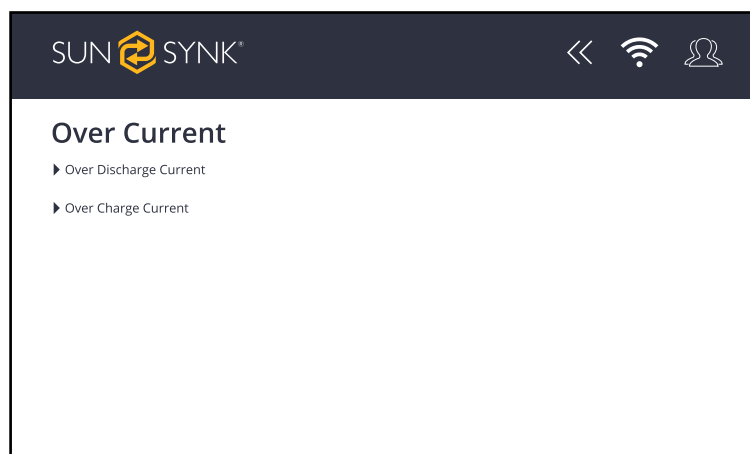 SUN SYNK®
Over Current
Over Discharge Current
Over Charge Current